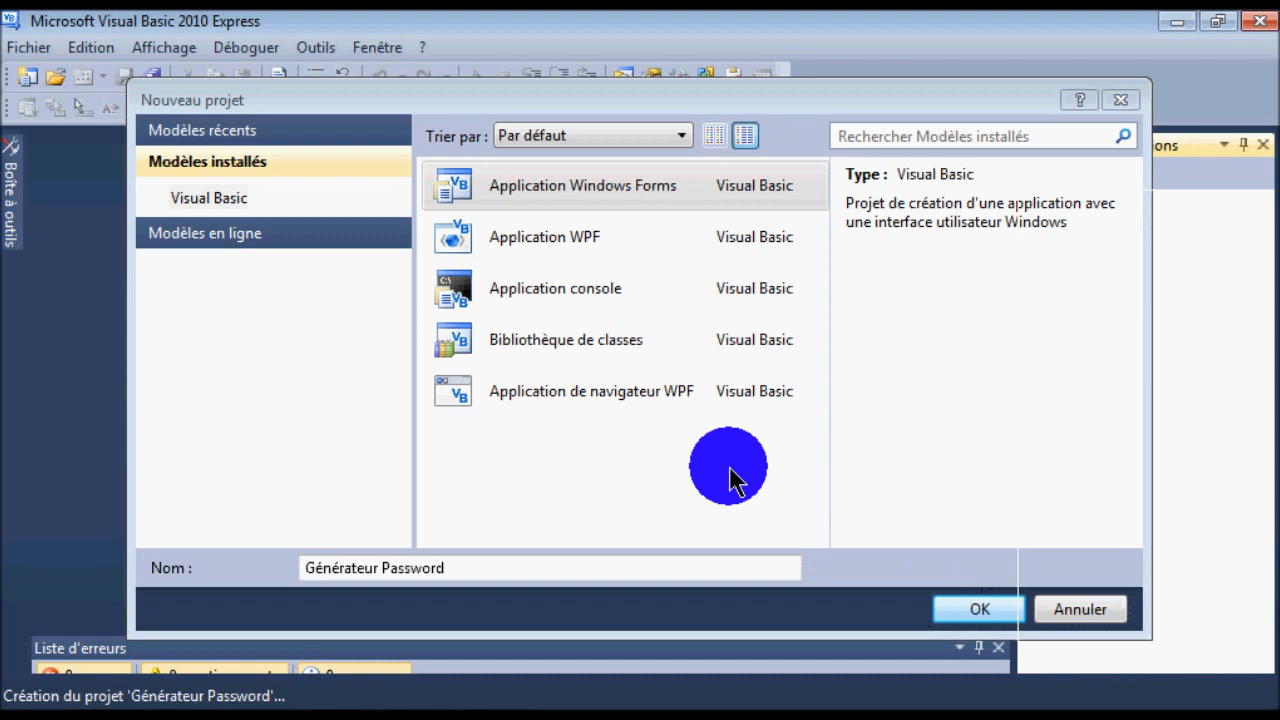 Microsoft Visual Basic 2010 Express
Fichier Edition Affichage Déboguer Outils Fenêtre ?
Nouveau projet
Boîte à outils
Modèles récents
Modèles installés
Visual Basic
Modèles en ligne
Trier par : Par défaut
Rechercher Modèles installés
Application Windows Forms Visual Basic
Application WPF Visual Basic
Application console Visual Basic
Bibliothèque de classes Visual Basic
Application de navigateur WPF Visual Basic
Type : Visual Basic
Projet de création d'une application avec
une interface utilisateur Windows
ions
Nom : Générateur Password
OK Annuler
Liste d'erreurs
Création du projet 'Générateur Password'...